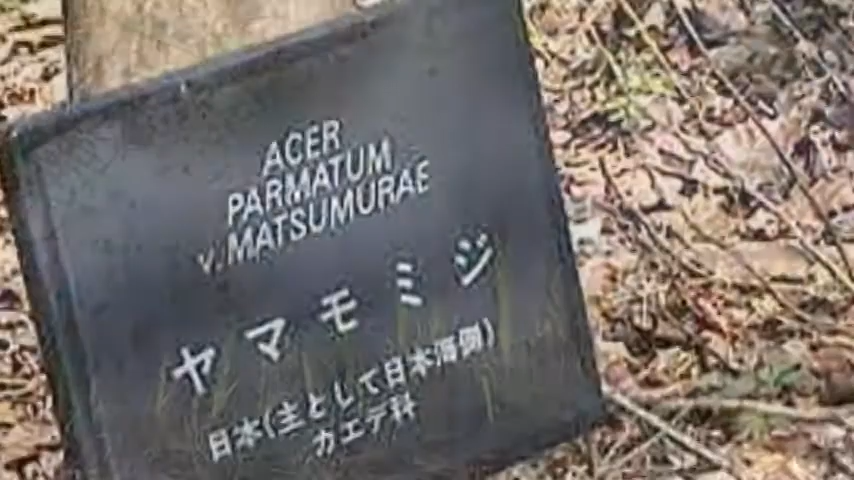 ACER
PARMATUM
v. MATSUMURAE
ヤマモミジ
日本(主として日本海側)
カエデ科